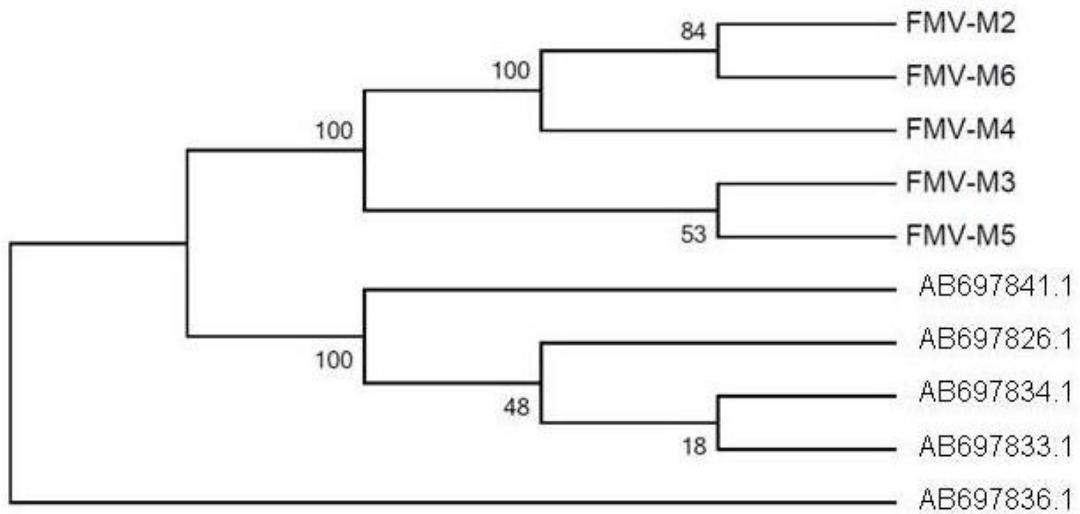 84
FMV-M2
FMV-M6
100
FMV-M4
100
FMV-M3
53
FMV-M5
AB697841.1
100
AB697826.1
48
AB697834.1
18
AB697833.1
AB697836.1